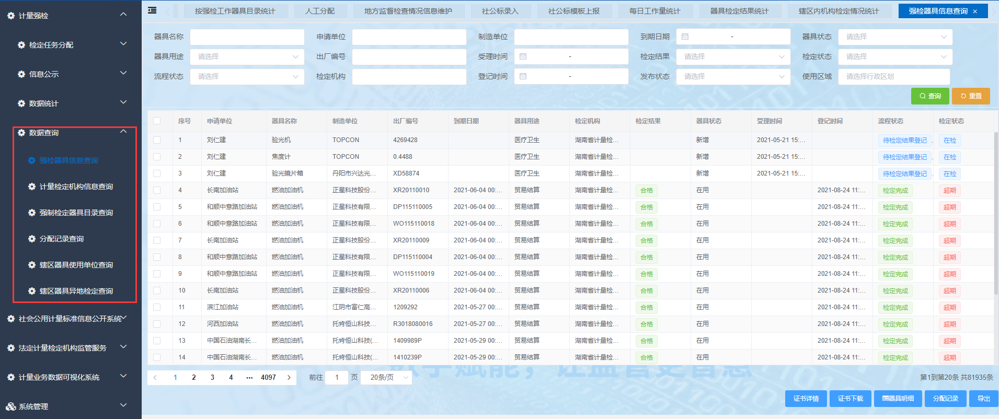 计量强检
检定任务分配
信息公示
数据统计
数据查询
强检器具信息查询
计量检定机构信息查询
强制检定器具目录查询
分配记录查询
辖区器具使用单位查询
辖区器具异地检定查询
社会公用计量标准信息公开系统
法定计量检定机构监管服务
计量业务数据可视化系统
系统管理
按强检工作器具目录统计 人工分配 地方监督检查情况信息维护 社公标录入 社公标模板上报 每日工作量统计 器具检定结果统计 辖区内机构检定情况统计 强检器具信息查询 ×
器具名称 申请单位 制造单位 到期日期 - 器具状态 请选择
器具用途 请选择 出厂编号 受理时间 - 检定结果 请选择 检定状态 请选择
流程状态 请选择 检定机构 登记时间 - 发布状态 请选择 使用区域 请选择行政区划
查询 重置
序号 申请单位 器具名称 制造单位 出厂编号 到期日期 器具用途 检定机构 检定结果 器具状态 受理时间 登记时间 流程状态 检定状态
1 刘仁建 验光机 TOPCON 4269428 医疗卫生 湖南省计量检... 新增 2021-05-21 15:... 待检定结果登记 在检
2 刘仁建 焦度计 TOPCON 0.4488 医疗卫生 湖南省计量检... 新增 2021-05-21 15:... 待检定结果登记 在检
3 刘仁建 验光镜片箱 丹阳市兴达光... XD58874 医疗卫生 湖南省计量检... 新增 2021-05-21 15:... 待检定结果登记 在检
4 长南加油站 燃油加油机 正星科技股份... XR20110010 2021-06-04 00:... 贸易结算 湖南省计量检... 合格 在用 2021-08-24 11:... 检定完成 超期
5 和顺中意路加油站 燃油加油机 正星科技有限... DP115110005 2021-06-04 00:... 贸易结算 湖南省计量检... 合格 在用 2021-08-24 11:... 检定完成 超期
6 和顺中意路加油站 燃油加油机 正星科技有限... WO115110018 2021-06-04 00:... 贸易结算 湖南省计量检... 合格 在用 2021-08-24 11:... 检定完成 超期
7 长南加油站 燃油加油机 正星科技股份... XR20110009 2021-06-04 00:... 贸易结算 湖南省计量检... 合格 在用 2021-08-24 11:... 检定完成 超期
8 和顺中意路加油站 燃油加油机 正星科技有限... DP115110004 2021-06-04 00:... 贸易结算 湖南省计量检... 合格 在用 2021-08-24 11:... 检定完成 超期
9 和顺中意路加油站 燃油加油机 正星科技有限... WO115110019 2021-06-04 00:... 贸易结算 湖南省计量检... 合格 在用 2021-08-24 11:... 检定完成 超期
10 长南加油站 燃油加油机 正星科技股份... XR20110006 2021-06-04 00:... 贸易结算 湖南省计量检... 合格 在用 2021-08-24 11:... 检定完成 超期
11 滨江加油站 燃油加油机 江阴市富仁高... 1209292 2021-05-27 00:... 贸易结算 湖南省计量检... 合格 在用 2021-08-24 11:... 检定完成 超期
12 河西加油站 燃油加油机 托肯恒山科技... R3018080016 2021-05-27 00:... 贸易结算 湖南省计量检... 合格 在用 2021-08-24 11:... 检定完成 超期
13 中国石油湖南长... 燃油加油机 托肯恒山科技(... 1409989P 2021-05-29 00:... 贸易结算 湖南省计量检... 合格 在用 2021-08-24 11:... 检定完成 超期
14 中国石油湖南长... 燃油加油机 托肯恒山科技(... 1410239P 2021-05-29 00:... 贸易结算 湖南省计量检... 合格 在用 2021-08-24 11:... 检定完成 超期
数字赋能，让监管更智慧
1 2 3 4 ... 4097 前往 1 页 20条/页 第1到第20条 共81935条
证书详情 证书下载 器具明细 分配记录 导出